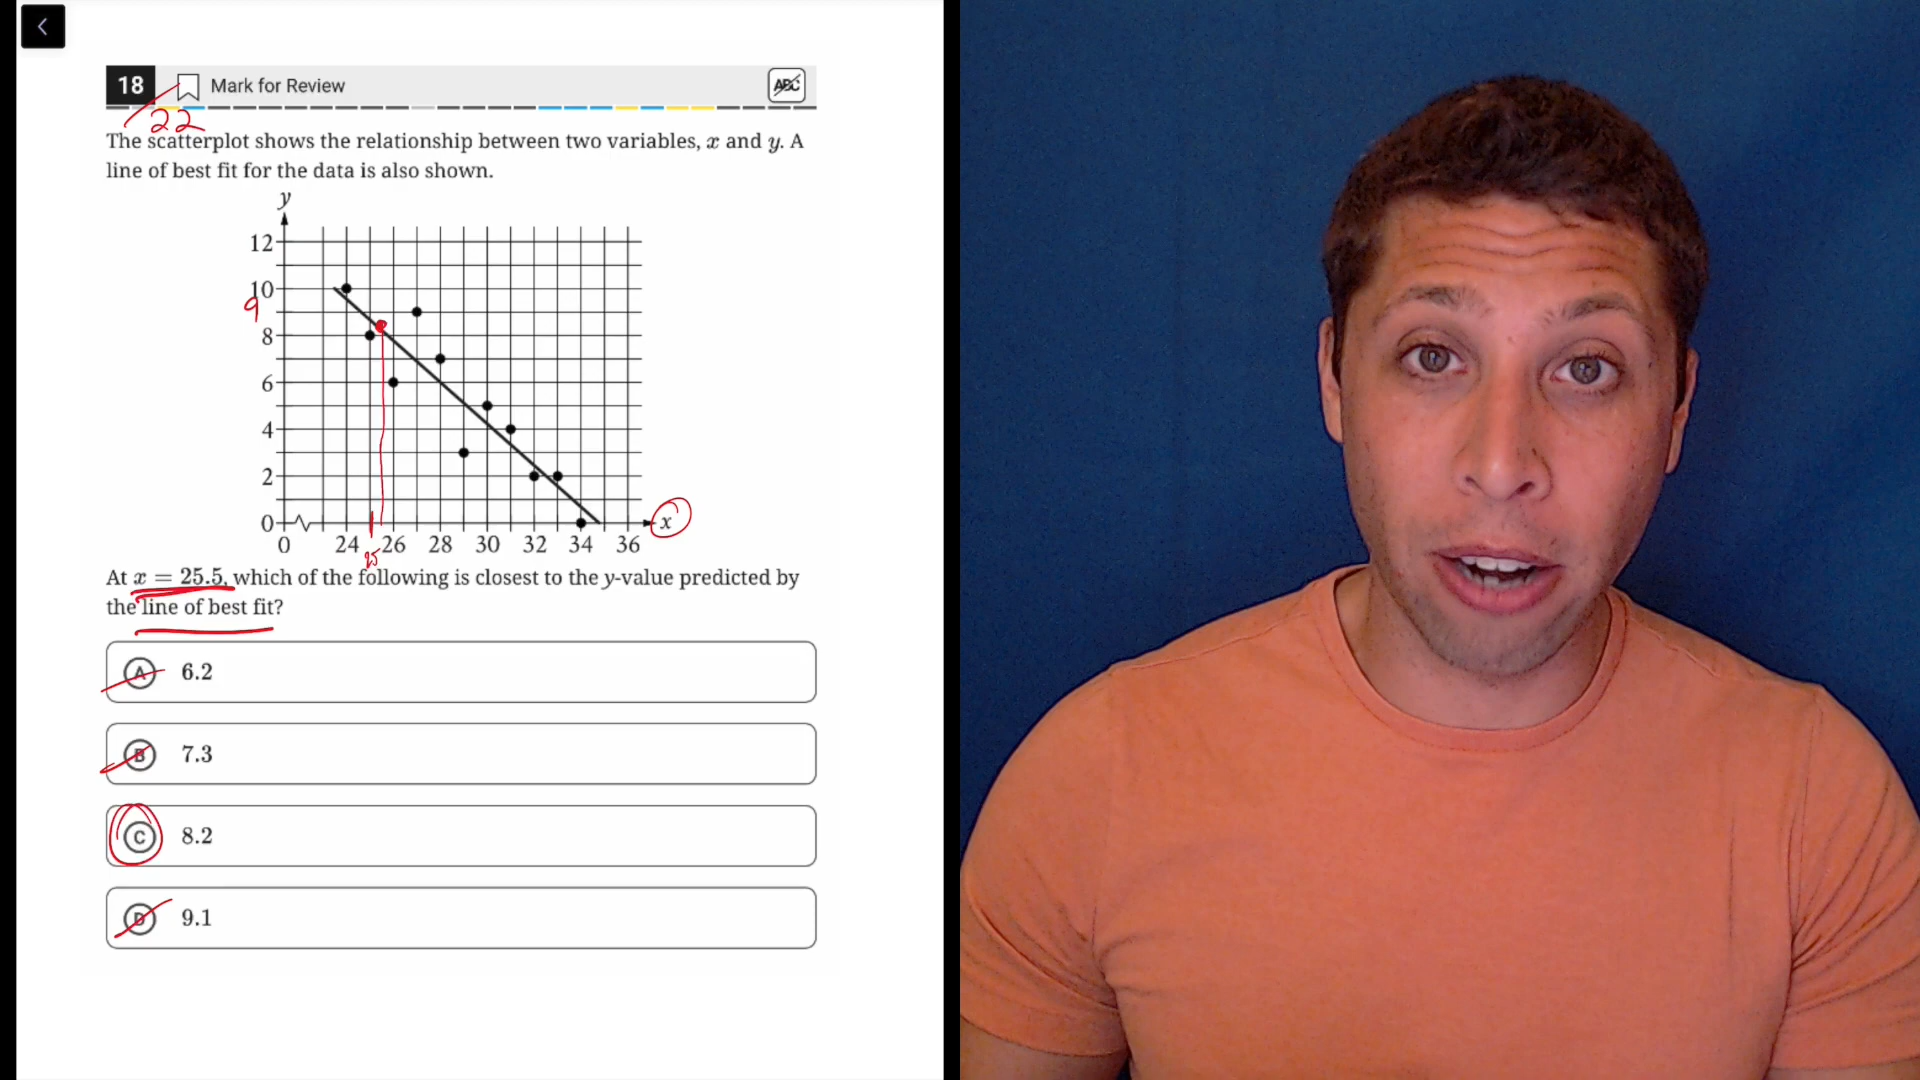 18 Mark for Review ABC
22
The scatterplot shows the relationship between two variables, x and y. A
line of best fit for the data is also shown.
y
12
10
9
8
6
4
2
0 x
0 24 26 28 30 32 34 36
25
At x = 25.5, which of the following is closest to the y-value predicted by
the line of best fit?
A 6.2
B 7.3
C 8.2
D 9.1